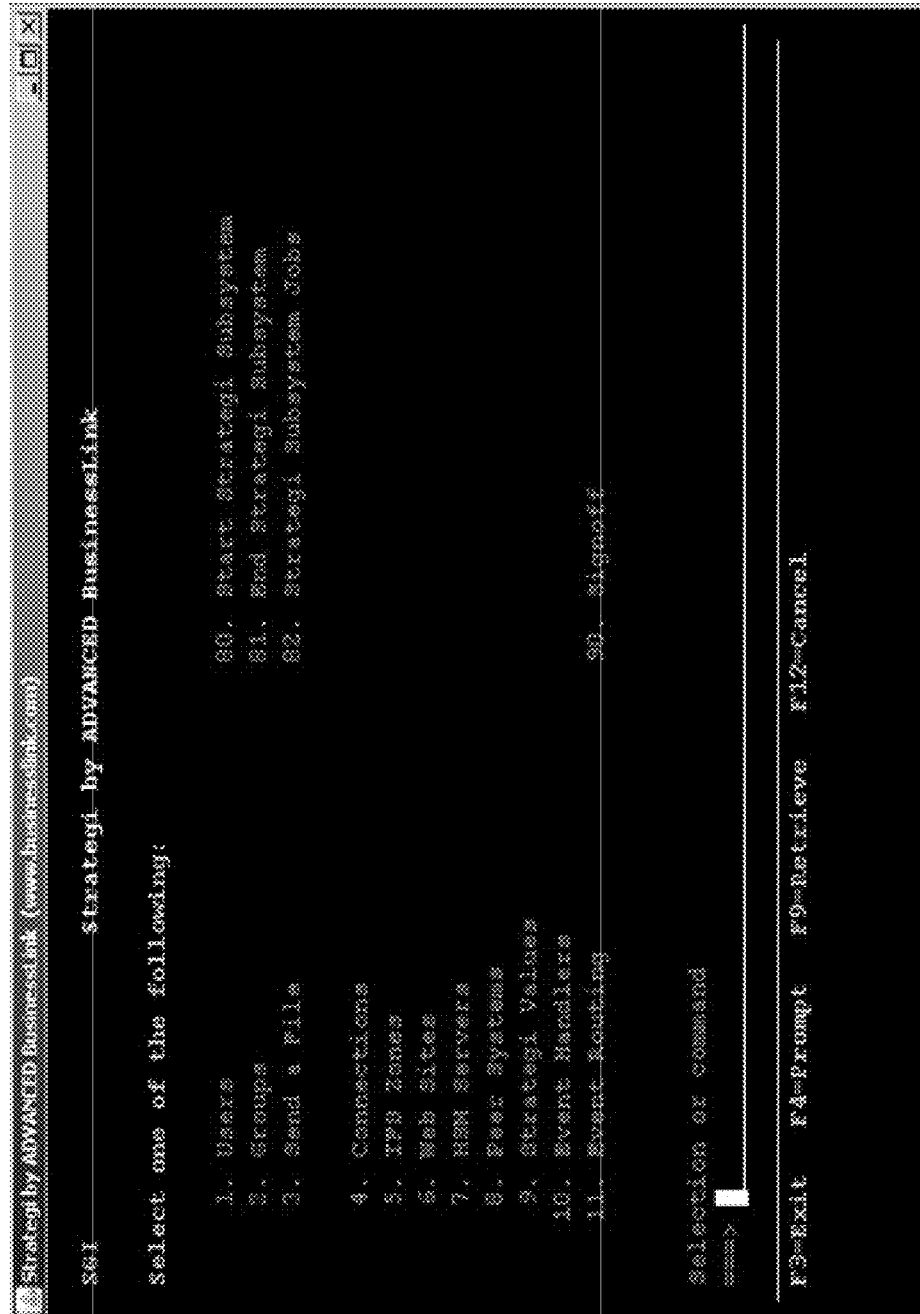 Strategi by ADVANCED BusinessLink (www.businesslink.com)
SGI Strategi by ADVANCED BusinessLink
Select one of the following:
1. Users 80. Start Strategi Subsystem
2. Groups 81. End Strategi Subsystem
3. Send a File 82. Strategi Subsystem Jobs
4. Connections
5. IFS Zones
6. Web Sites
7. HSM Servers
8. Peer Systems
9. Strategi Values
10. Event Handlers
11. Event Routing 90. Signoff
Selection or command
===>
F3=Exit F4=Prompt F9=Retrieve F12=Cancel